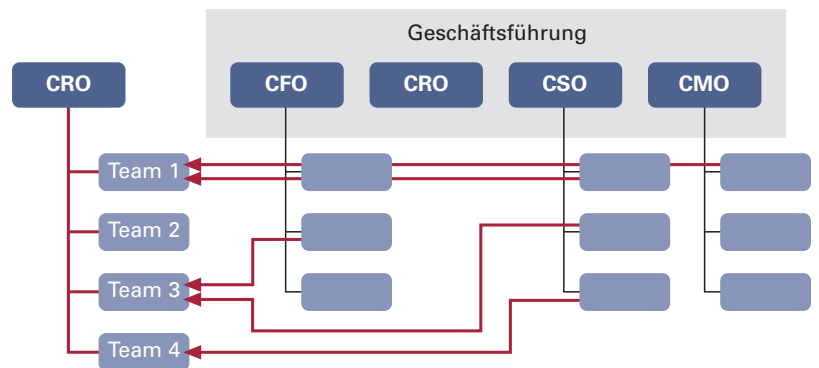 Geschäftsführung
CRO
CFO
CRO
CSO
CMO
Team 1
Team 2
Team 3
Team 4